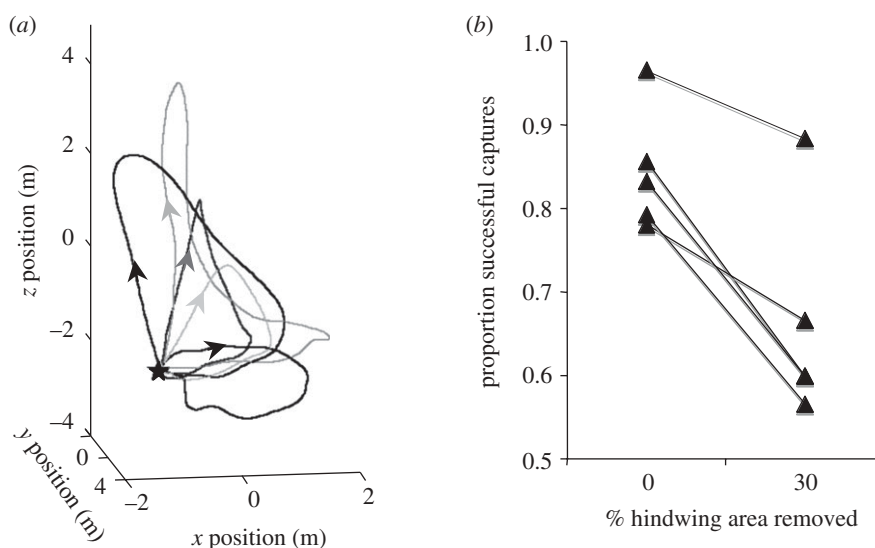 (a)
4
2
0
−2
−4
z position (m)
0
4
y position (m)
−2
0
2
x position (m)
(b)
1.0
0.9
0.8
0.7
0.6
0.5
proportion successful captures
0
30
% hindwing area removed